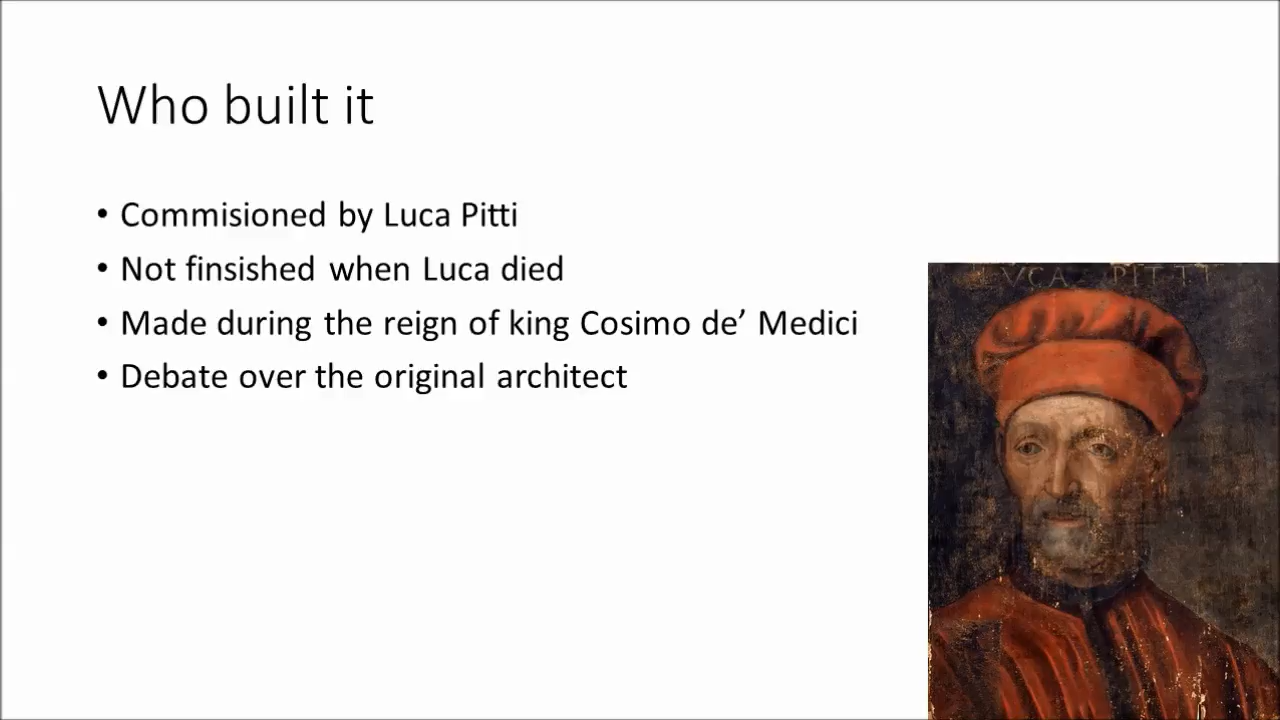 Who built it
• Commisioned by Luca Pitti
• Not finsished when Luca died
• Made during the reign of king Cosimo de’ Medici
• Debate over the original architect
VCA PITTI